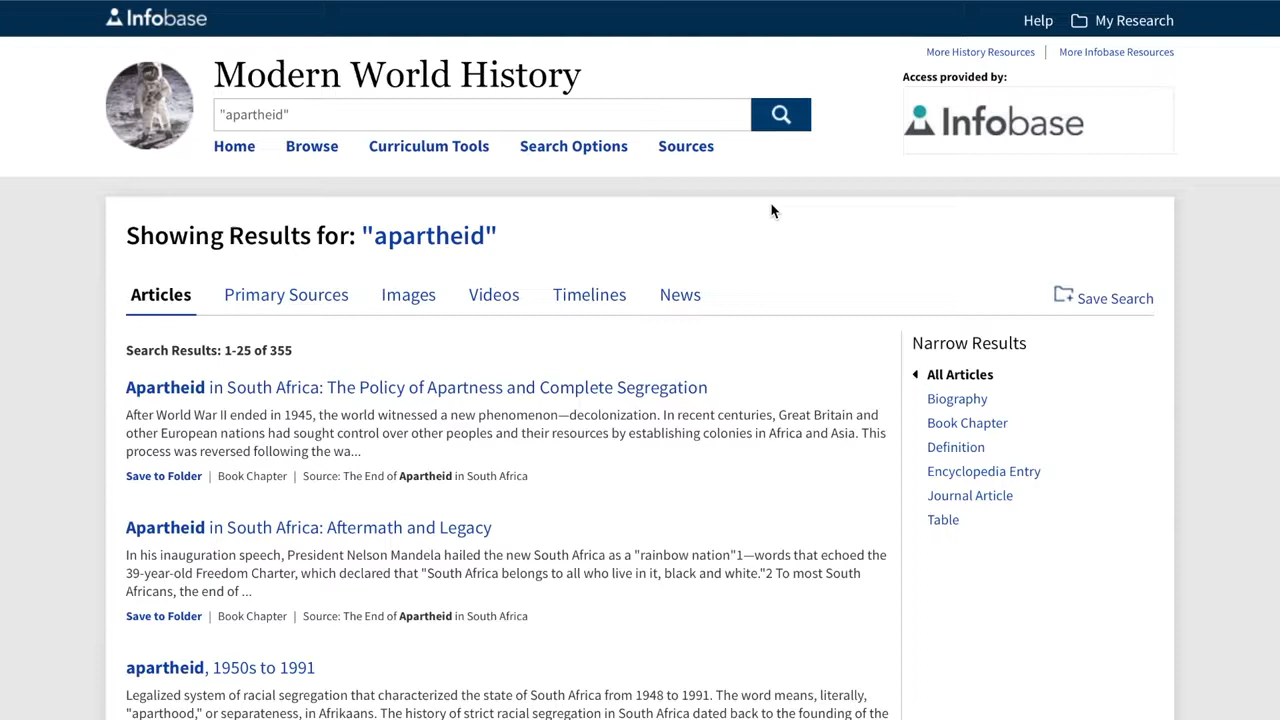 Infobase
Help My Research
More History Resources | More Infobase Resources
Modern World History
Access provided by:
"apartheid"
Infobase
Home Browse Curriculum Tools Search Options Sources
Showing Results for: "apartheid"
Articles Primary Sources Images Videos Timelines News
Save Search
Search Results: 1-25 of 355
Apartheid in South Africa: The Policy of Apartness and Complete Segregation
After World War II ended in 1945, the world witnessed a new phenomenon—decolonization. In recent centuries, Great Britain and
other European nations had sought control over other peoples and their resources by establishing colonies in Africa and Asia. This
process was reversed following the wa...
Save to Folder | Book Chapter | Source: The End of Apartheid in South Africa
Apartheid in South Africa: Aftermath and Legacy
In his inauguration speech, President Nelson Mandela hailed the new South Africa as a "rainbow nation"1—words that echoed the
39-year-old Freedom Charter, which declared that "South Africa belongs to all who live in it, black and white."2 To most South
Africans, the end of ...
Save to Folder | Book Chapter | Source: The End of Apartheid in South Africa
apartheid, 1950s to 1991
Legalized system of racial segregation that characterized the state of South Africa from 1948 to 1991. The word means, literally,
"aparthood," or separateness, in Afrikaans. The history of strict racial segregation in South Africa dated back to the founding of the
Narrow Results
All Articles
Biography
Book Chapter
Definition
Encyclopedia Entry
Journal Article
Table